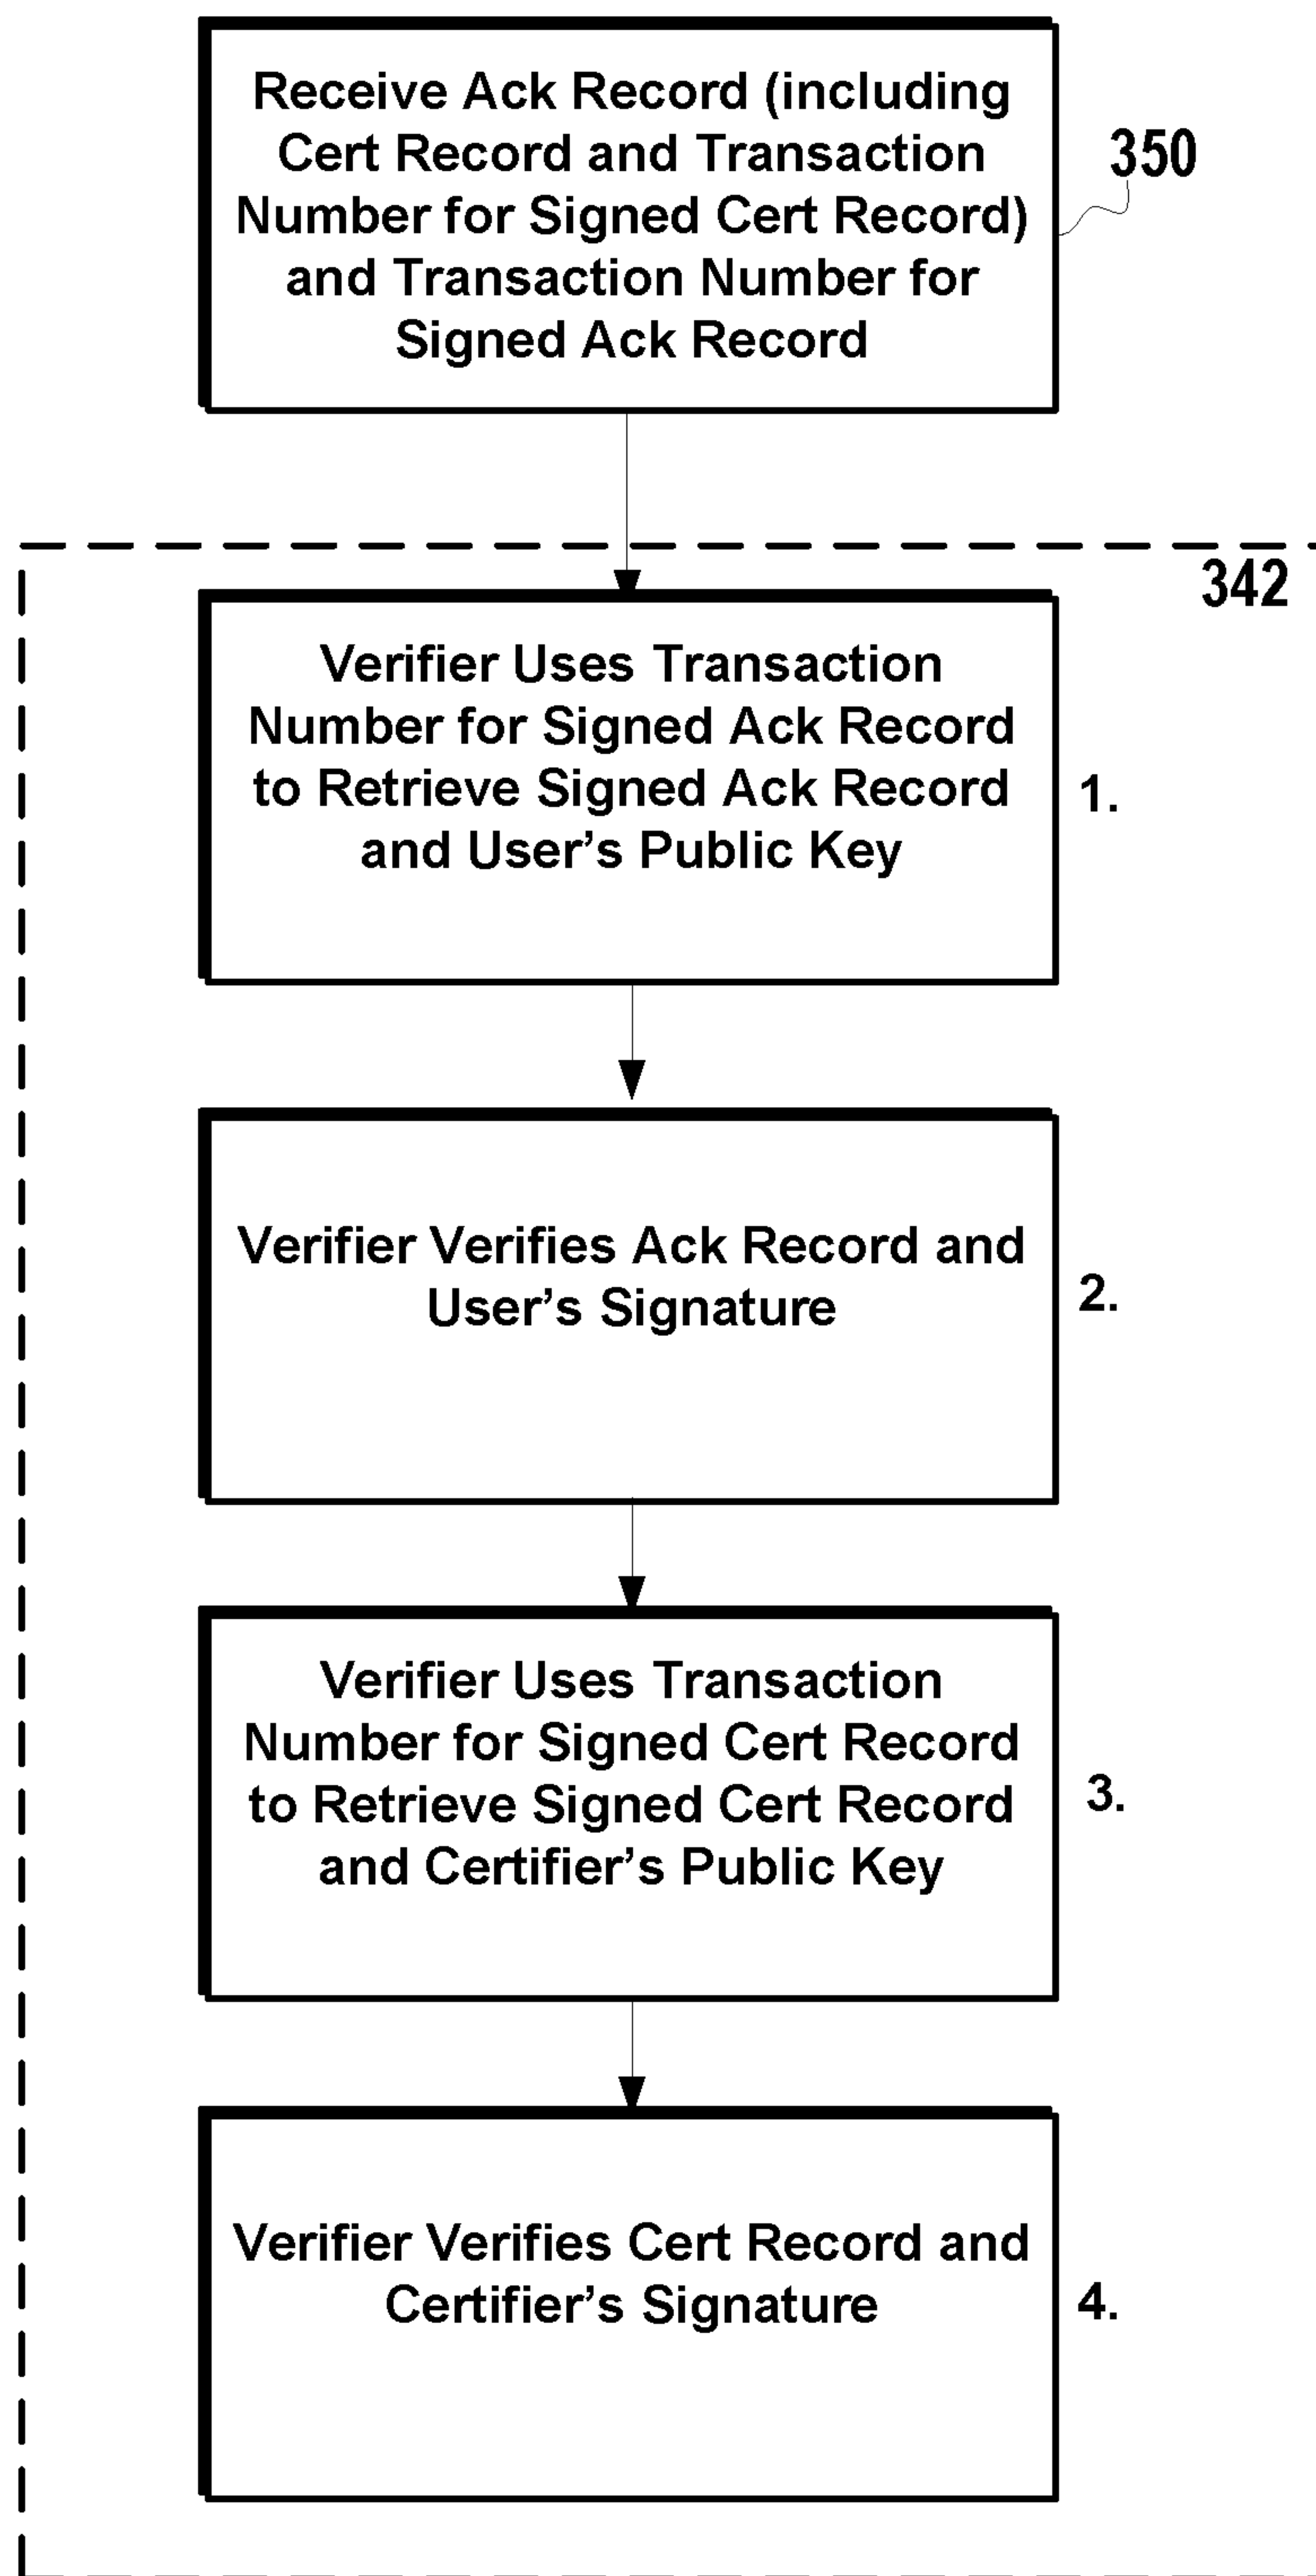 Receive Ack Record (including
Cert Record and Transaction
Number for Signed Cert Record)
and Transaction Number for
Signed Ack Record
350
342
Verifier Uses Transaction
Number for Signed Ack Record
to Retrieve Signed Ack Record
and User’s Public Key
1.
Verifier Verifies Ack Record and
User’s Signature
2.
Verifier Uses Transaction
Number for Signed Cert Record
to Retrieve Signed Cert Record
and Certifier’s Public Key
3.
Verifier Verifies Cert Record and
Certifier’s Signature
4.